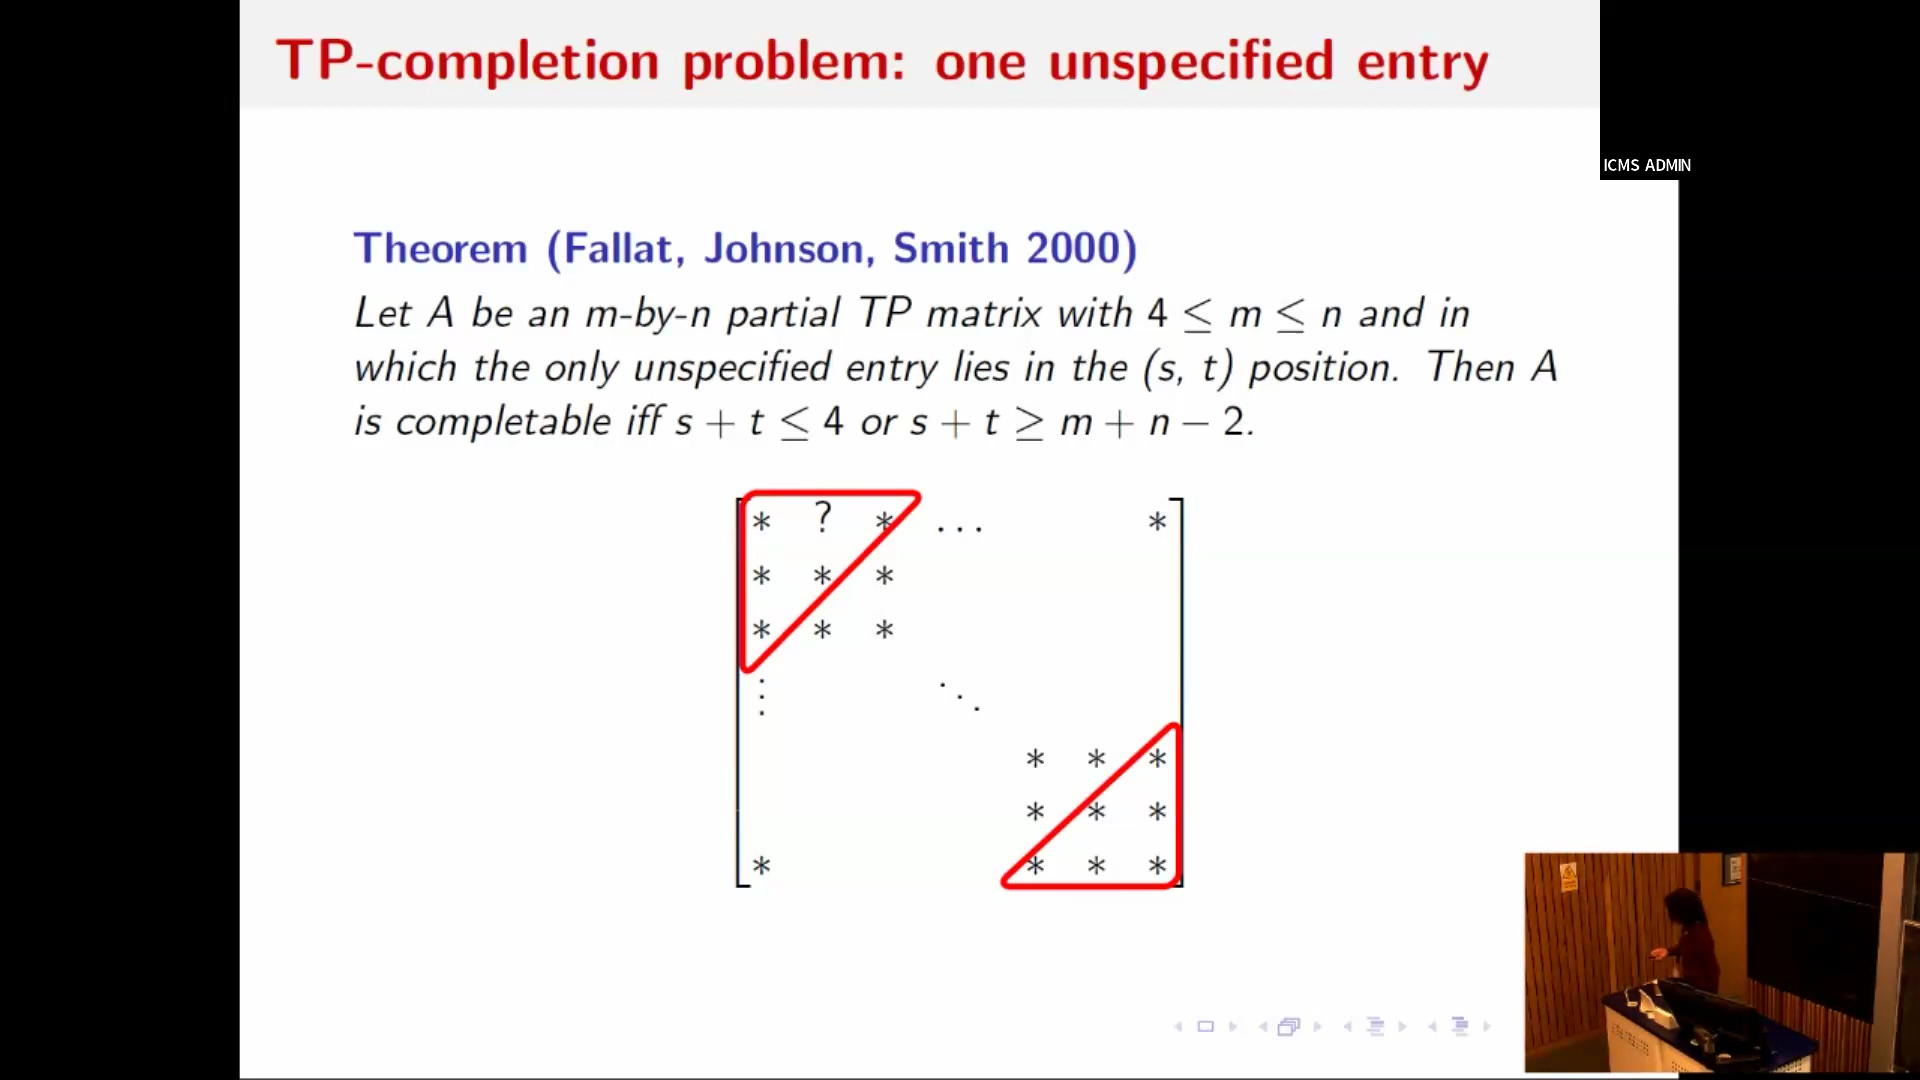 TP-completion problem: one unspecified entry
ICMS ADMIN
Theorem (Fallat, Johnson, Smith 2000)
Let A be an m-by-n partial TP matrix with 4 ≤ m ≤ n and in
which the only unspecified entry lies in the (s, t) position. Then A
is completable iff s + t ≤ 4 or s + t ≥ m + n − 2.
* ? * ... *
* * *
* * *
⋮ ⋱
* * *
* * *
* * * *